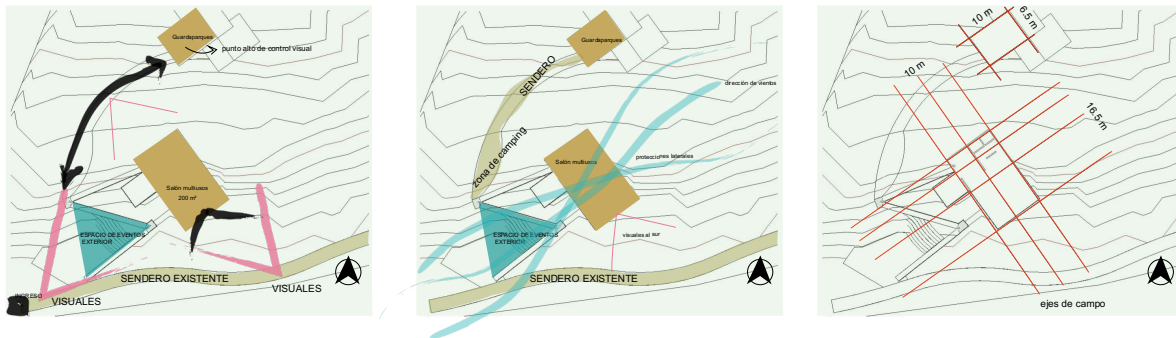 Guardaparques
punto alto de control visual
Salón multiusos
200 m²
ESPACIO DE EVENTOS
EXTERIOR
INGRESO
VISUALES
SENDERO EXISTENTE
VISUALES
Guardaparques
SENDERO
dirección de vientos
zona de camping
Salón multiusos
protecciones laterales
ESPACIO DE EVENTOS
EXTERIOR
visuales al sur
SENDERO EXISTENTE
10 m
6.5 m
10 m
16.5 m
ejes de campo